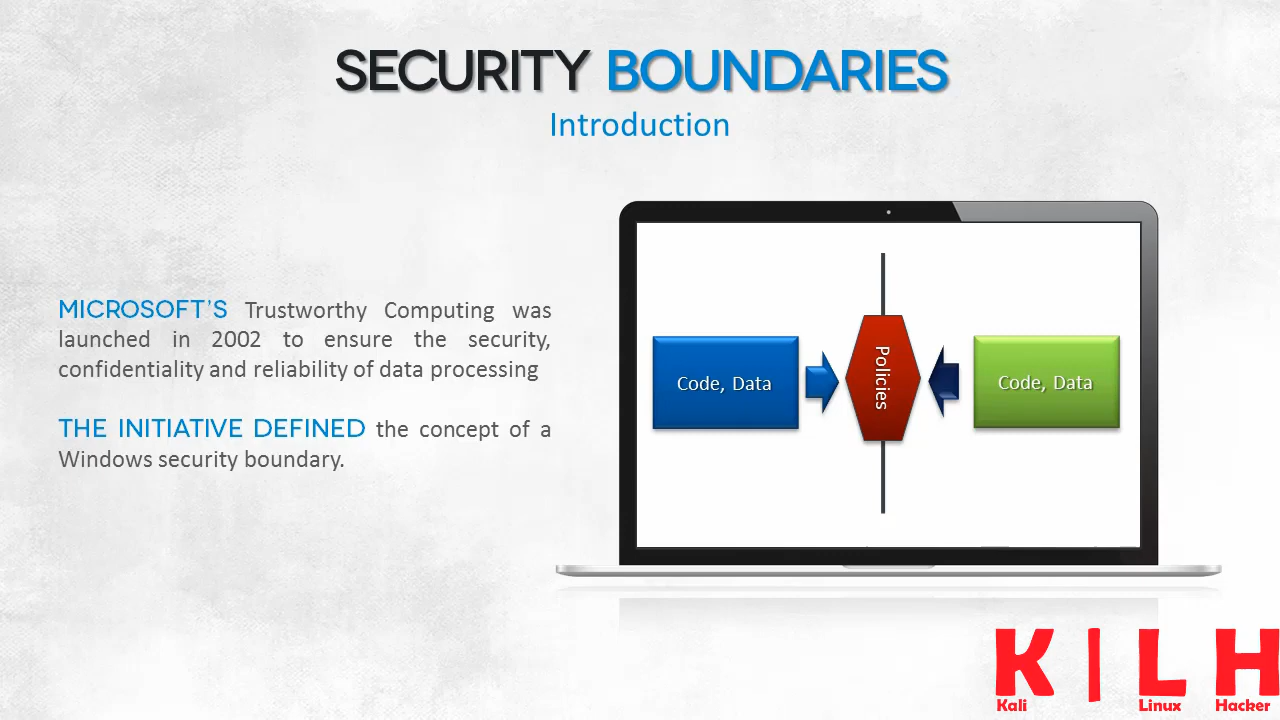 SECURITY BOUNDARIES
Introduction
MICROSOFT'S Trustworthy Computing was
launched in 2002 to ensure the security,
confidentiality and reliability of data processing
THE INITIATIVE DEFINED the concept of a
Windows security boundary.
Code, Data
Policies
Code, Data
K | L H
Kali Linux Hacker